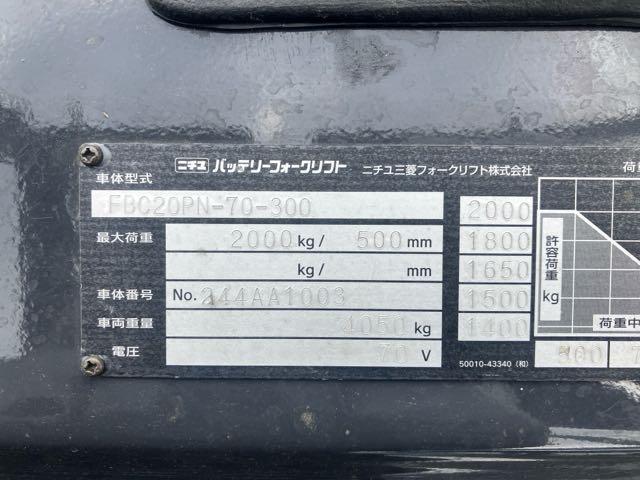 ニチユ バッテリーフォークリフト ニチユ三菱フォークリフト株式会社
車体型式 FBC20PN-70-300
最大荷重 2000 kg/ 500 mm
kg/ mm
車体番号 No. 244AA1003
車両重量 4050 kg
電圧 70 V
2000
1800
1650
1500
1400
50010-43340 (和)
荷
許容荷重
kg
荷重中
500 7